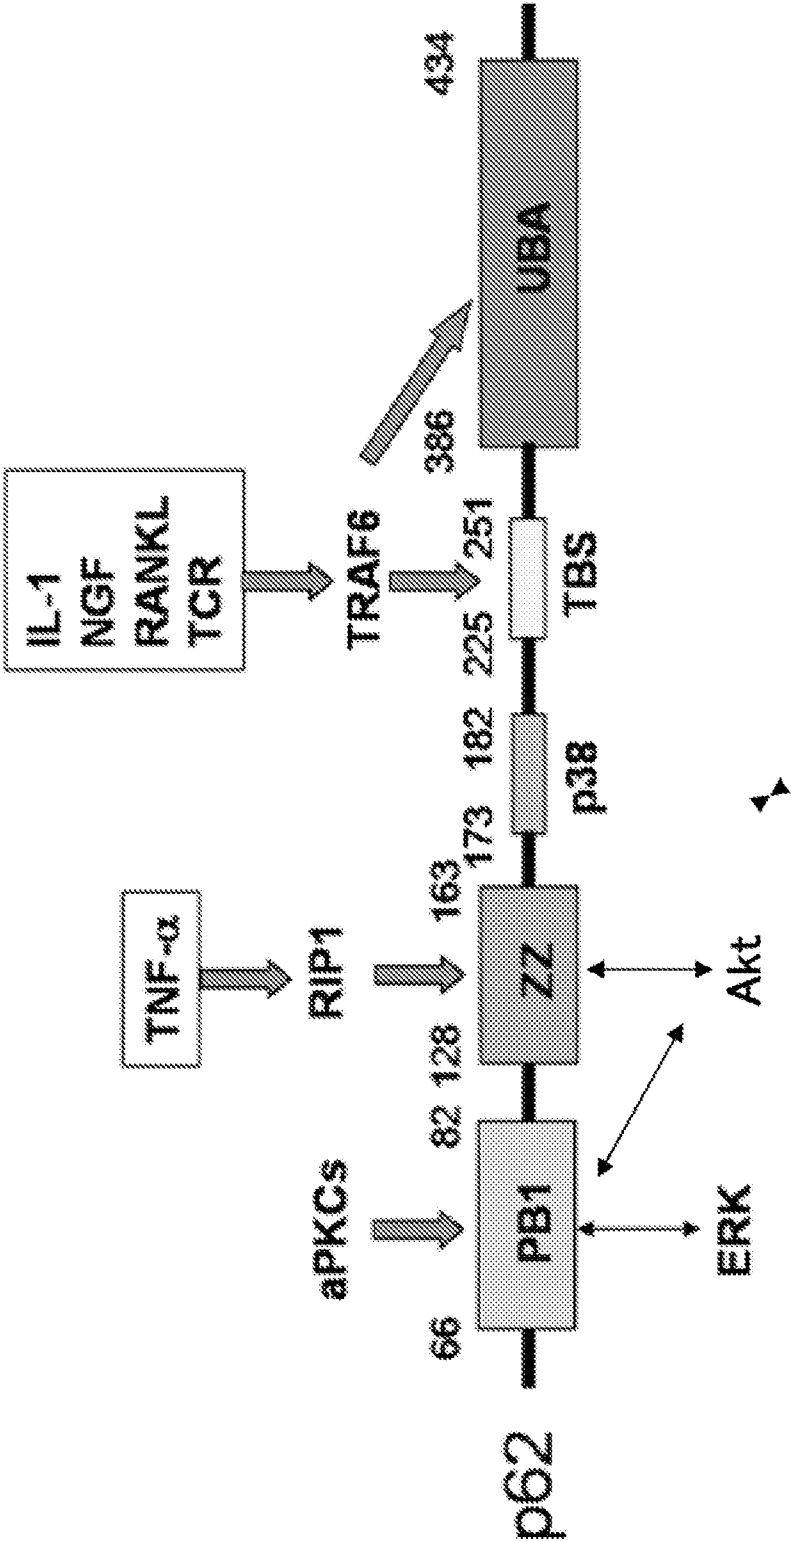 IL-1
NGF
RANKL
TCR
TNF-α
aPKCs
RIP1
TRAF6
66
82
128
163
173
182
225
251
386
434
p62
PB1
ZZ
p38
TBS
UBA
ERK
Akt